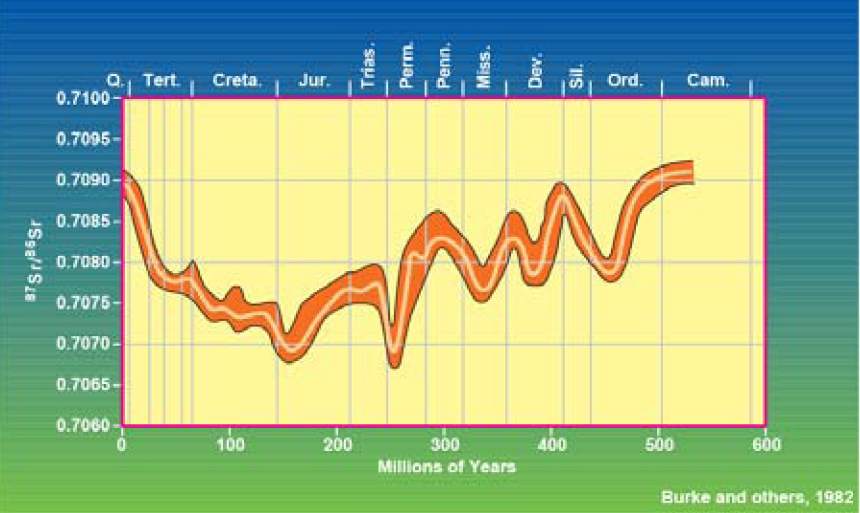 Q. Tert. Creta. Jur. Trias. Perm. Penn. Miss. Dev. Sil. Ord. Cam.
0.7100
0.7095
0.7090
0.7085
0.7080
0.7075
0.7070
0.7065
0.7060
⁸⁷Sr/⁸⁶Sr
0 100 200 300 400 500 600
Millions of Years
Burke and others, 1982